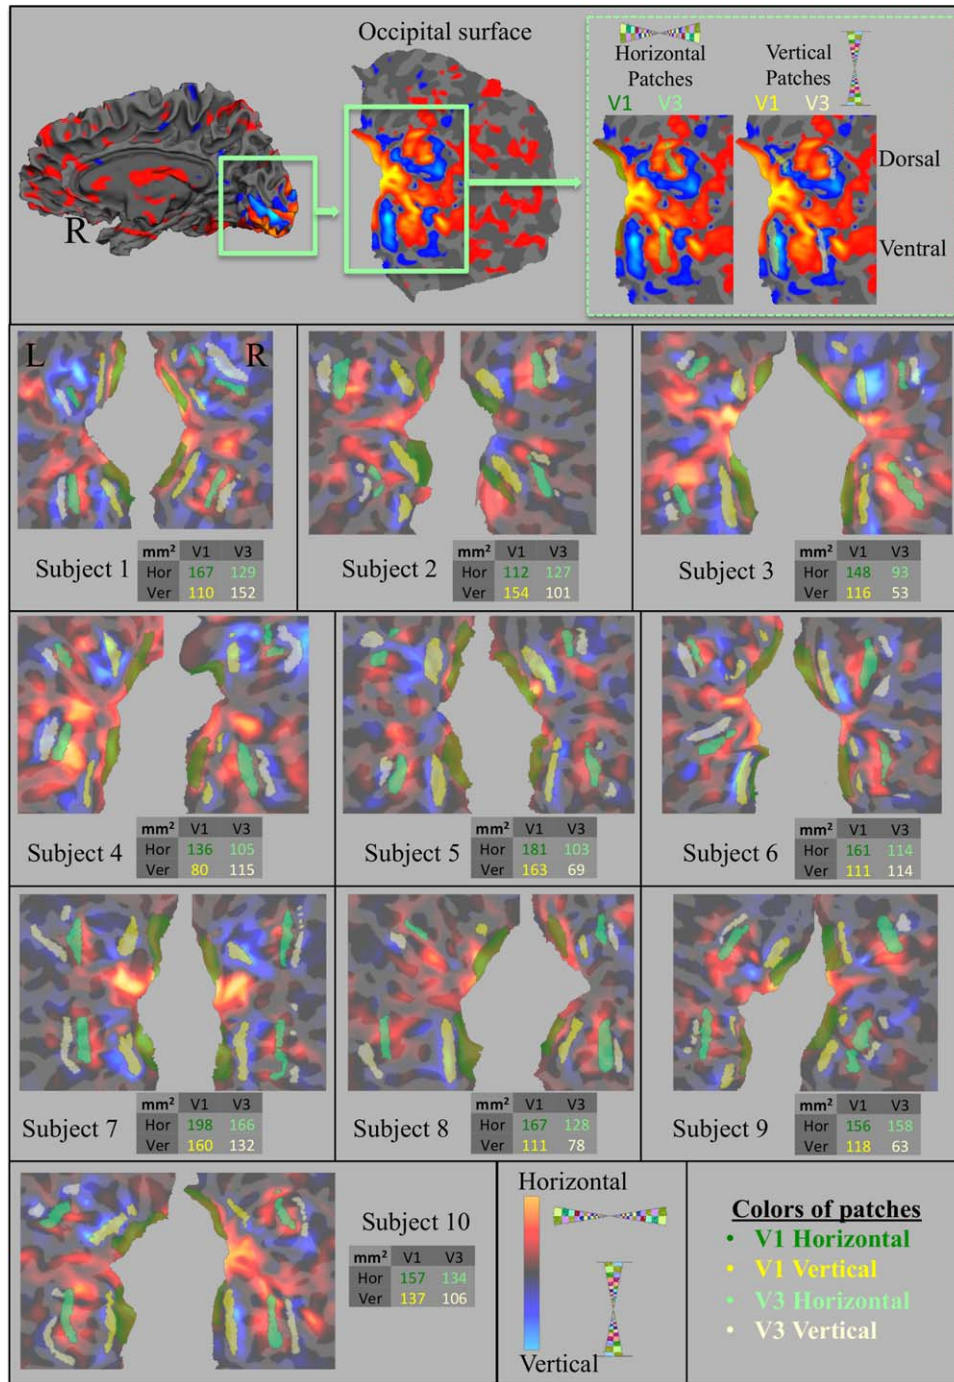 Occipital surface
Horizontal Patches
V1 V3
Vertical Patches
V1 V3
Dorsal
Ventral
R
L R
Subject 1
mm² V1 V3
Hor 167 129
Ver 110 152
Subject 2
mm² V1 V3
Hor 112 127
Ver 154 101
Subject 3
mm² V1 V3
Hor 148 93
Ver 116 53
Subject 4
mm² V1 V3
Hor 136 105
Ver 80 115
Subject 5
mm² V1 V3
Hor 181 103
Ver 163 69
Subject 6
mm² V1 V3
Hor 161 114
Ver 111 114
Subject 7
mm² V1 V3
Hor 198 166
Ver 160 132
Subject 8
mm² V1 V3
Hor 167 128
Ver 111 78
Subject 9
mm² V1 V3
Hor 156 158
Ver 118 63
Subject 10
mm² V1 V3
Hor 157 134
Ver 137 106
Horizontal
Vertical
Colors of patches
• V1 Horizontal
• V1 Vertical
• V3 Horizontal
• V3 Vertical